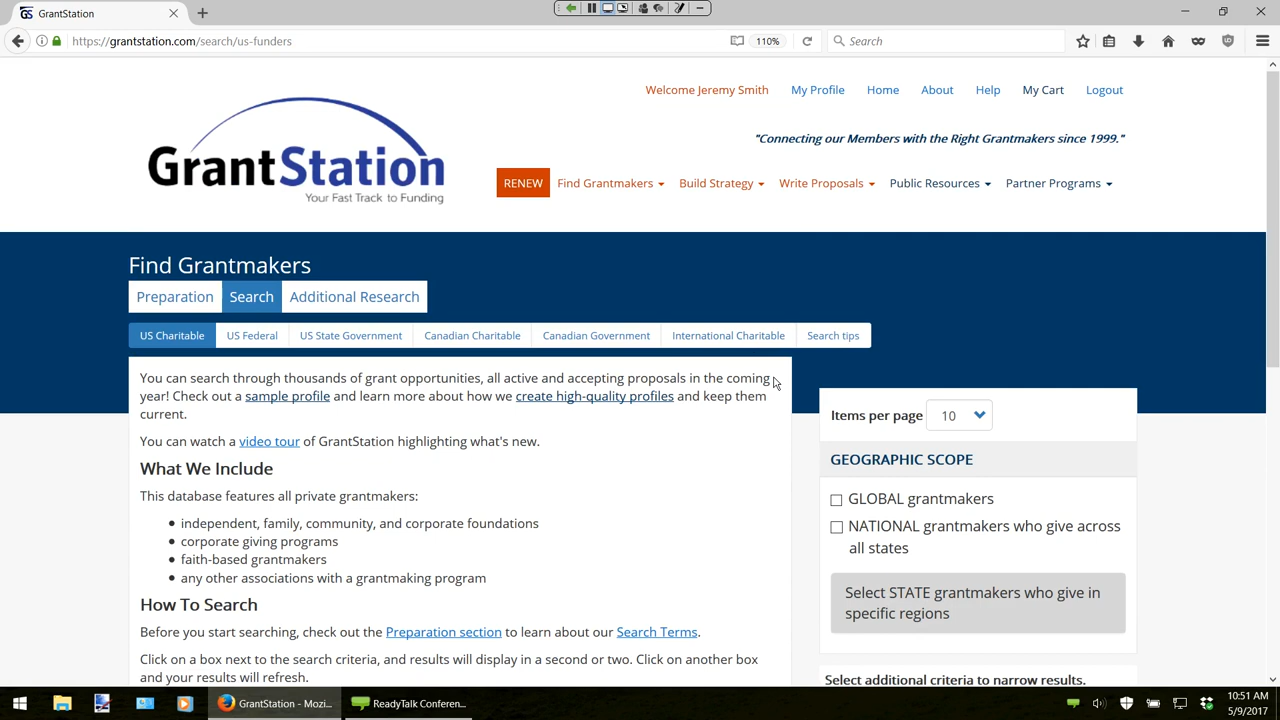 GrantStation
https://grantstation.com/search/us-funders
110%
Search
Welcome Jeremy Smith
My Profile
Home
About
Help
My Cart
Logout
"Connecting our Members with the Right Grantmakers since 1999."
GrantStation
Your Fast Track to Funding
RENEW
Find Grantmakers
Build Strategy
Write Proposals
Public Resources
Partner Programs
Find Grantmakers
Preparation
Search
Additional Research
US Charitable
US Federal
US State Government
Canadian Charitable
Canadian Government
International Charitable
Search tips
You can search through thousands of grant opportunities, all active and accepting proposals in the coming
year! Check out a sample profile and learn more about how we create high-quality profiles and keep them
current.
You can watch a video tour of GrantStation highlighting what's new.
What We Include
This database features all private grantmakers:
• independent, family, community, and corporate foundations
• corporate giving programs
• faith-based grantmakers
• any other associations with a grantmaking program
How To Search
Before you start searching, check out the Preparation section to learn about our Search Terms.
Click on a box next to the search criteria, and results will display in a second or two. Click on another box
and your results will refresh.
Items per page 10
GEOGRAPHIC SCOPE
GLOBAL grantmakers
NATIONAL grantmakers who give across
all states
Select STATE grantmakers who give in
specific regions
Select additional criteria to narrow results.
GrantStation - Mozi...
ReadyTalk Conferen...
10:51 AM
5/9/2017